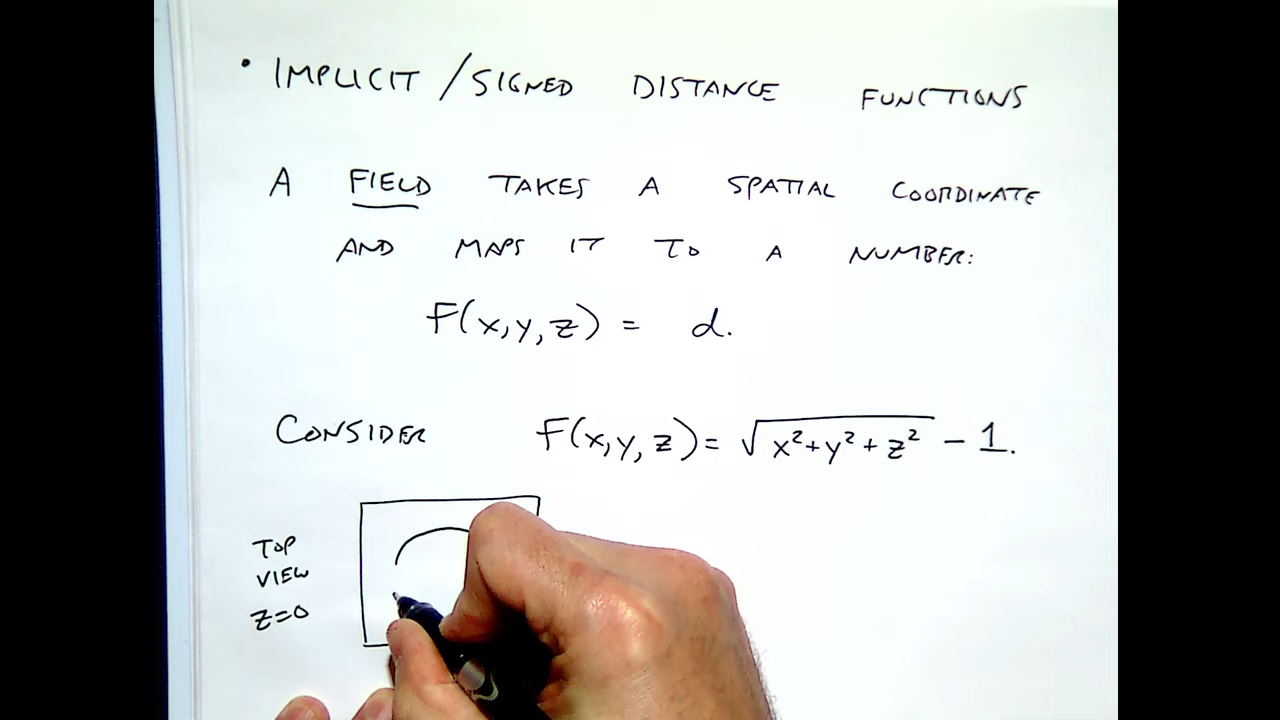 • IMPLICIT / SIGNED DISTANCE FUNCTIONS
A FIELD TAKES A SPATIAL COORDINATE
AND MAPS IT TO A NUMBER:
F(x,y,z) = d.
CONSIDER F(x,y,z) = √(x²+y²+z²) - 1.
TOP
VIEW
z=0